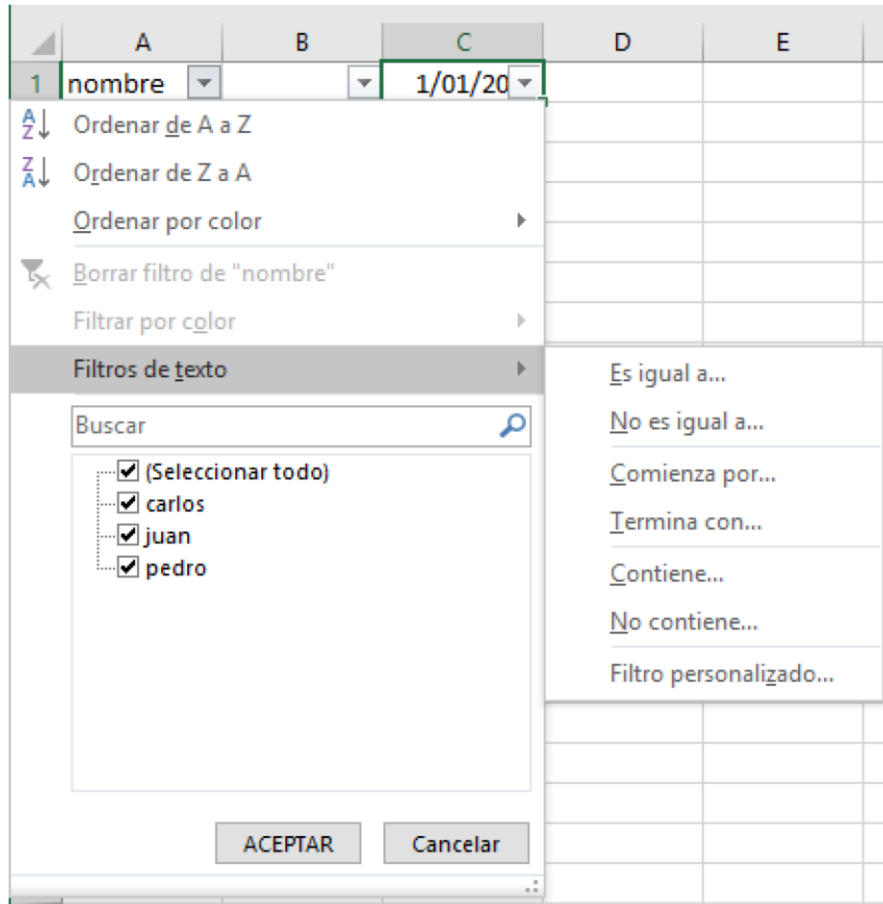 A B C D E
1 nombre 1/01/20
Ordenar de A a Z
Ordenar de Z a A
Ordenar por color
Borrar filtro de "nombre"
Filtrar por color
Filtros de texto
Buscar
(Seleccionar todo)
carlos
juan
pedro
ACEPTAR Cancelar
Es igual a...
No es igual a...
Comienza por...
Termina con...
Contiene...
No contiene...
Filtro personalizado...